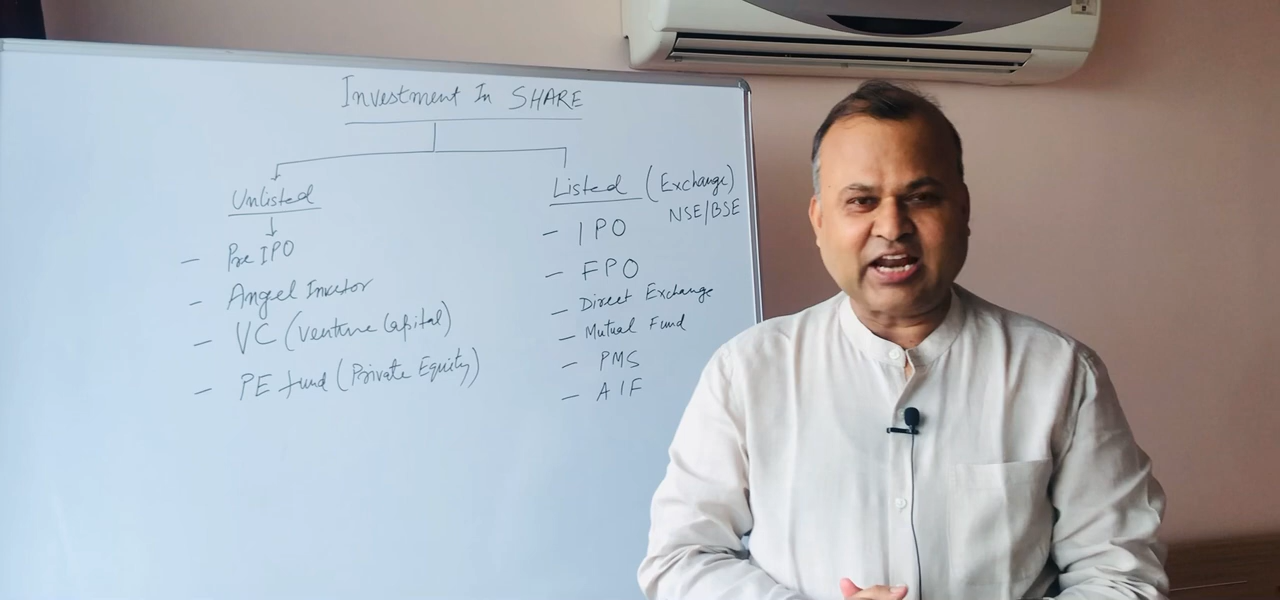 Investment In SHARE
Unlisted
- Pre IPO
- Angel Investor
- VC (Venture Capital)
- PE fund (Private Equity)
Listed (Exchange)
NSE/BSE
- IPO
- FPO
- Direct Exchange
- Mutual Fund
- PMS
- AIF